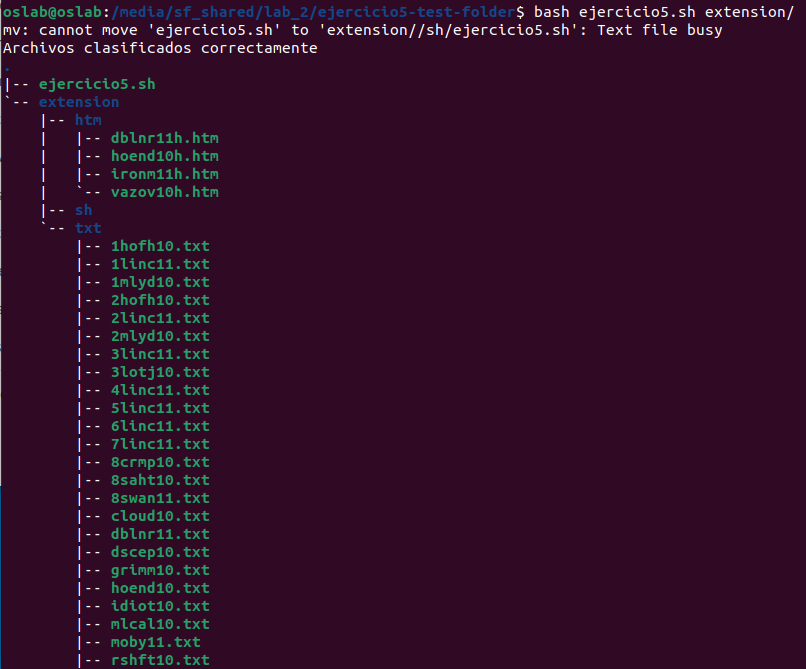 oslab@oslab:/media/sf_shared/lab_2/ejercicio5-test-folder$ bash ejercicio5.sh extension/
mv: cannot move 'ejercicio5.sh' to 'extension//sh/ejercicio5.sh': Text file busy
Archivos clasificados correctamente
.
|-- ejercicio5.sh
`-- extension
    |-- htm
    |   |-- dblnr11h.htm
    |   |-- hoend10h.htm
    |   |-- ironm11h.htm
    |   `-- vazov10h.htm
    |-- sh
    `-- txt
        |-- 1hofh10.txt
        |-- 1linc11.txt
        |-- 1mlyd10.txt
        |-- 2hofh10.txt
        |-- 2linc11.txt
        |-- 2mlyd10.txt
        |-- 3linc11.txt
        |-- 3lotj10.txt
        |-- 4linc11.txt
        |-- 5linc11.txt
        |-- 6linc11.txt
        |-- 7linc11.txt
        |-- 8crmp10.txt
        |-- 8saht10.txt
        |-- 8swan11.txt
        |-- cloud10.txt
        |-- dblnr11.txt
        |-- dscep10.txt
        |-- grimm10.txt
        |-- hoend10.txt
        |-- idiot10.txt
        |-- mlcal10.txt
        |-- moby11.txt
        |-- rshft10.txt